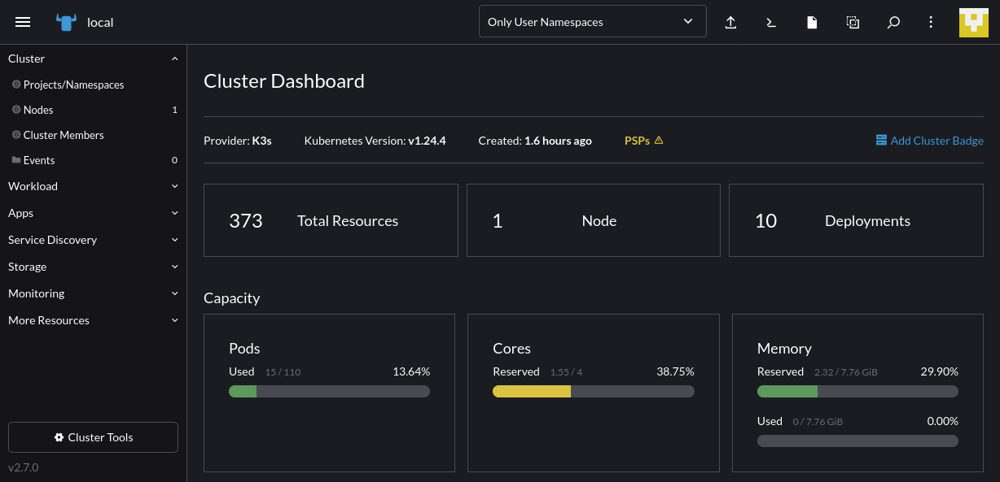 local
Only User Namespaces
Cluster
Projects/Namespaces
Nodes 1
Cluster Members
Events 0
Workload
Apps
Service Discovery
Storage
Monitoring
More Resources
Cluster Tools
v2.7.0
Cluster Dashboard
Provider: K3s Kubernetes Version: v1.24.4 Created: 1.6 hours ago PSPs Add Cluster Badge
373 Total Resources
1 Node
10 Deployments
Capacity
Pods
Used 15 / 110 13.64%
Cores
Reserved 1.55 / 4 38.75%
Memory
Reserved 2.32 / 7.76 GiB 29.90%
Used 0 / 7.76 GiB 0.00%